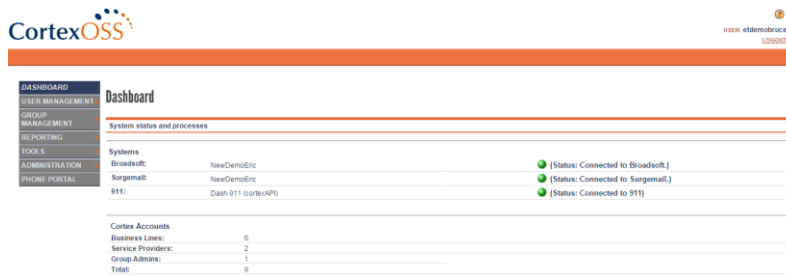 CortexOSS
USER: etdemobruce
LOGOUT
DASHBOARD
USER MANAGEMENT
GROUP
MANAGEMENT
REPORTING
TOOLS
ADMINISTRATION
PHONE PORTAL
Dashboard
System status and processes
Systems
Broadsoft: NewDemoEric (Status: Connected to Broadsoft.)
Surgemail: NewDemoEric (Status: Connected to Surgemail.)
911: Dash 911 (cortexAPI) (Status: Connected to 911)
Cortex Accounts
Business Lines: 6
Service Providers: 2
Group Admins: 1
Total: 9